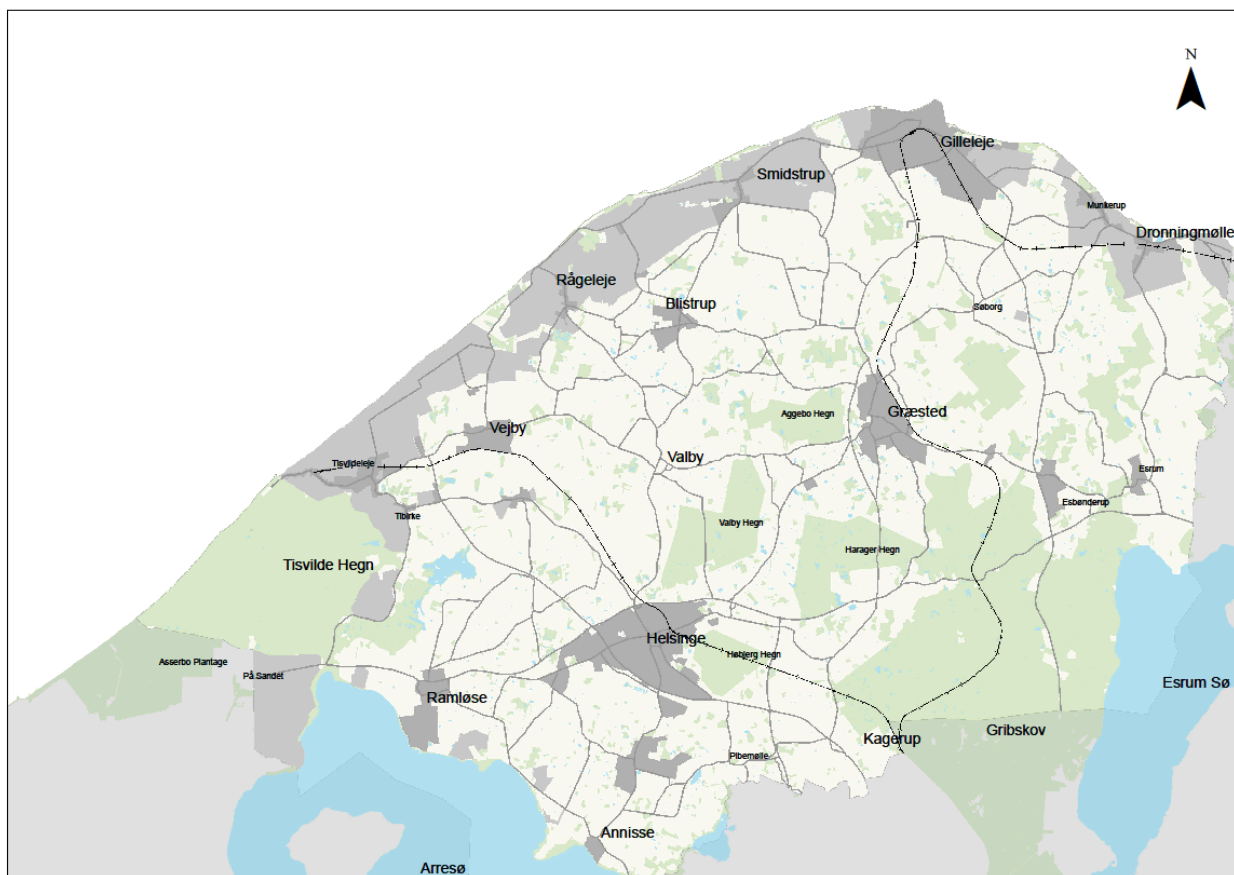 N
Gilleleje
Smidstrup
Munkerup
Dronningmølle
Rågeleje
Blistrup
Søborg
Aggebo Hegn
Græsted
Vejby
Valby
Tisvildeleje
Esrum
Esbønderup
Tibirke
Valby Hegn
Harager Hegn
Tisvilde Hegn
Helsinge
Høbjerg Hegn
Asserbo Plantage
På Sandet
Esrum Sø
Ramløse
Gribskov
Kagerup
Pibemølle
Annisse
Arresø